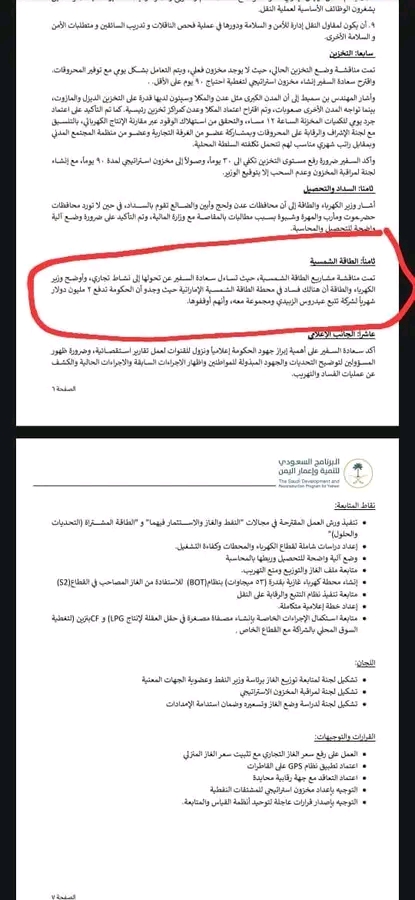 يشغرون الوظائف الأساسية لعملية النقل.
٩. أن يكون لمقاول النقل إدارة للأمن و السلامة ودورها في عملية فحص الناقلات و تدريب السائقين و متطلبات الأمن
و السلامة الأخرى.
سابعا: التخزين
تمت مناقشة وضع التخزين الحالي، حيث لا يوجد مخزون فعلي، ويتم التعامل بشكل يومي مع توفير المحروقات.
واقترح سعادة السفير إنشاء مخزون استراتيجي لتغطية احتياج ٩٠ يوم على الأقل.
وأشار المهندس بن سميط إلى أن المدن الكبرى مثل عدن والمكلا وسيئون لديها قدرة على التخزين الديزل والمازوت،
بينما تواجه المدن الأخرى صعوبات، وتم اقتراح اعتماد المكلا وعدن كمراكز تخزين رئيسية. كما تم التأكيد على اعتماد
جرد يومي للكميات المخزنة الساعة ١٢ مساء، والتحقق من استهلاك الوقود عبر مقارنة الإنتاج الكهربائي، بالتنسيق
مع لجنة الإشراف والرقابة على المحروقات وبمشاركة عضو من الغرفة التجارية وعضو من منظمة المجتمع المدني
وبمقابل راتب شهري مناسب لهم تتحمل تكلفته السلطة المحلية.
وأكد السفير ضرورة رفع مستوى التخزين تكفي الى ٣٠ يوماً، وصولاً إلى مخزون استراتيجي لمدة ٩٠ يوماً، مع إنشاء
لجنة لمراقبة المخزون وعدم السحب إلا بتوقيع الوزير.
ثامنا: السداد والتحصيل
أشار وزير الكهرباء والطاقة إلى أن محافظات عدن ولحج وأبين والضالع تقوم بالسداد، في حين لا تورد محافظات
حضرموت ومأرب والمهرة وشبوة بسبب مطالبات بالمقاصة مع وزارة المالية، وتم التأكيد على ضرورة وضع آلية
واضحة للتحصيل والمحاسبة.
ثامنا: الطاقة الشمسية
تمت مناقشة مشاريع الطاقة الشمسية، حيث تساءل سعادة السفير عن تحولها إلى نشاط تجاري، وأوضح وزير
الكهرباء والطاقة أن هنالك فساد في محطة الطاقة الشمسية الإماراتية حيث وجدو أن الحكومة تدفع ٢ مليون دولار
شهرياً لشركة تتبع عيدروس الزبيدي ومجموعة معه، وأنهم أوقفوها.
عاشرا: الجانب الإعلامي
أكد سعادة السفير على أهمية إبراز جهود الحكومة إعلامياً ونزول للقنوات لعمل تقارير استقصائية، وضرورة ظهور
المسؤولين لتوضيح التحديات والجهود المبذولة للمواطنين واظهار الإجراءات السابقة والاجراءات الحالية والكشف
عن عمليات الفساد والتهريب.
الصفحة ٦
البرنامج السعودي
لتنمية وإعمار اليمن
The Saudi Development and
Reconstruction Program for Yemen
نقاط المتابعة:
• تنفيذ ورش العمل المقترحة في مجالات "النفط والغاز والاستثمار فيهما" و "الطاقة المشتراة (التحديات
والحلول)"
• إعداد دراسات شاملة لقطاع الكهرباء والمحطات وكفاءة التشغيل.
• وضع آلية واضحة للتحصيل وربطها بالمحاسبة
• متابعة ملف الغاز والتوزيع ومنع التهريب.
• إنشاء محطة كهرباء غازية بقدرة (٥٣ ميجاوات) بنظام (BOT) للاستفادة من الغاز المصاحب في القطاع (S2)
• متابعة تنفيذ نظام التتبع والرقابة على النقل
• إعداد خطة إعلامية متكاملة.
• متابعة استكمال الإجراءات الخاصة بإنشاء مصفاة مصغرة في حقل العقلة لإنتاج LPG) و CFبنزين (لتغطية
السوق المحلي بالشراكة مع القطاع الخاص.
اللجان:
• تشكيل لجنة لمتابعة توزيع الغاز برئاسة وزير النفط وعضوية الجهات المعنية
• تشكيل لجنة لمراقبة المخزون الاستراتيجي
• تشكيل لجنة لدراسة وضع الغاز وتسعيره وضمان استدامة الإمدادات
القرارات والتوجيهات:
• العمل على رفع سعر الغاز التجاري مع تثبيت سعر الغاز المنزلي
• اعتماد تطبيق نظام GPS على القاطرات
• اعتماد التعاقد مع جهة رقابية محايدة
• التوجيه بإعداد مخزون استراتيجي للمشتقات النفطية
• التوجيه بإصدار قرارات عاجلة لتوحيد أنظمة القياس والمتابعة.
الصفحة ٧